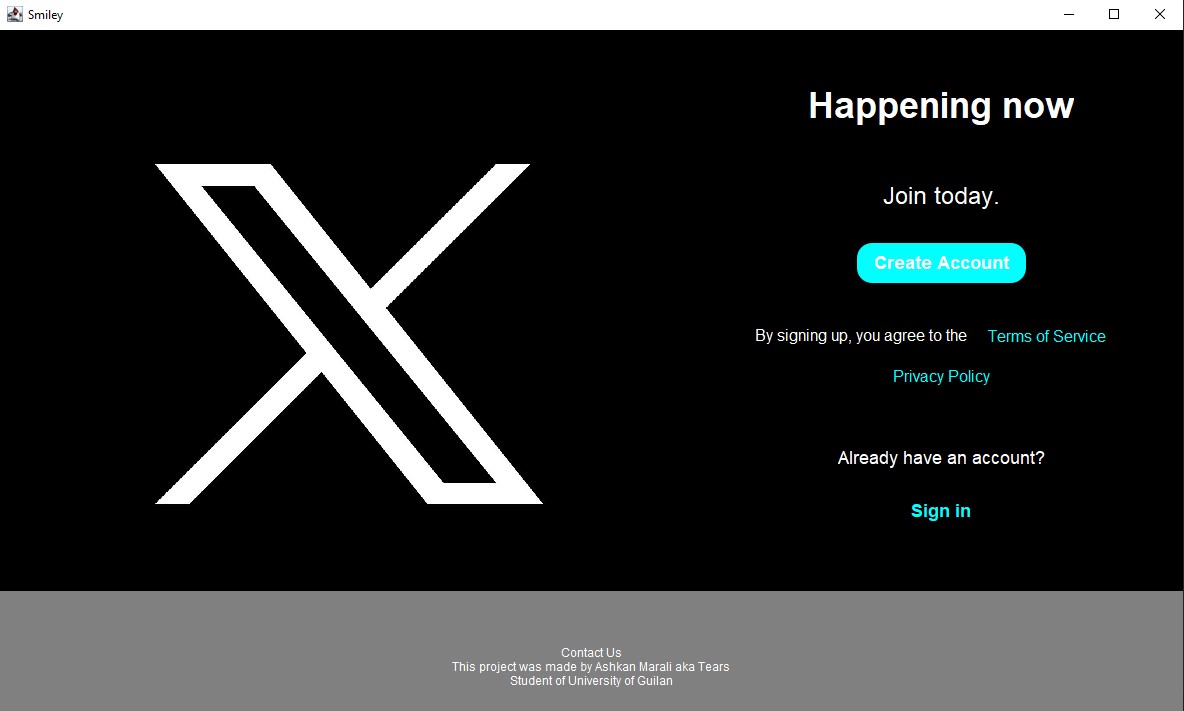 Smiley
Happening now
Join today.
Create Account
By signing up, you agree to the Terms of Service
Privacy Policy
Already have an account?
Sign in
Contact Us
This project was made by Ashkan Marali aka Tears
Student of University of Guilan